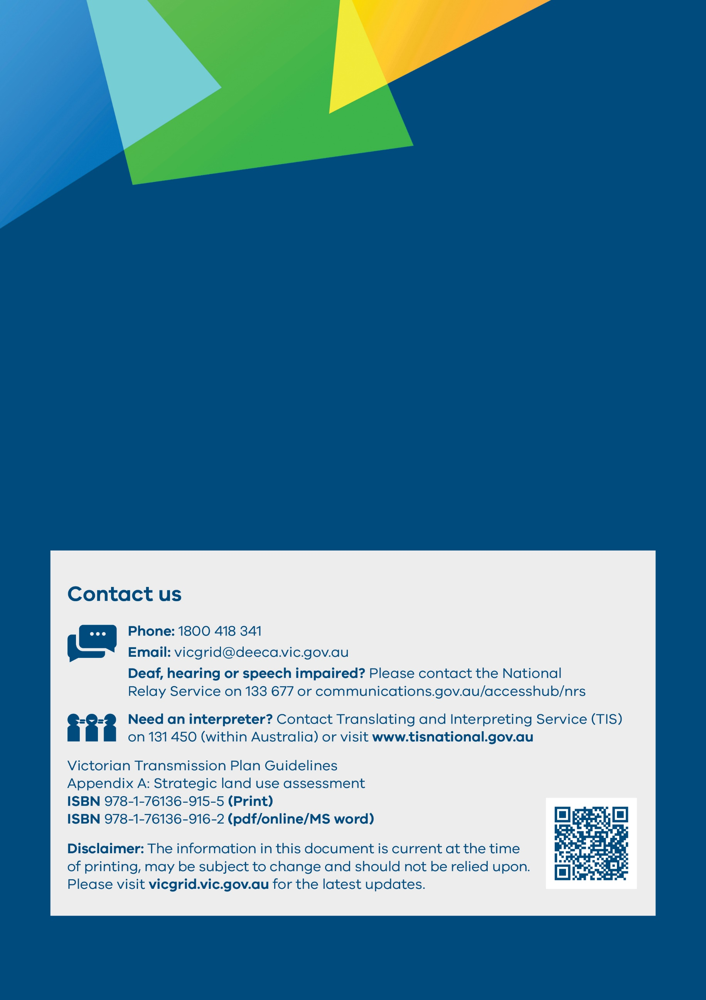 Contact us
Phone: 1800 418 341
Email: vicgrid@deeca.vic.gov.au
Deaf, hearing or speech impaired? Please contact the National
Relay Service on 133 677 or communications.gov.au/accesshub/nrs
Need an interpreter? Contact Translating and Interpreting Service (TIS)
on 131 450 (within Australia) or visit www.tisnational.gov.au
Victorian Transmission Plan Guidelines
Appendix A: Strategic land use assessment
ISBN 978-1-76136-915-5 (Print)
ISBN 978-1-76136-916-2 (pdf/online/MS word)
Disclaimer: The information in this document is current at the time
of printing, may be subject to change and should not be relied upon.
Please visit vicgrid.vic.gov.au for the latest updates.